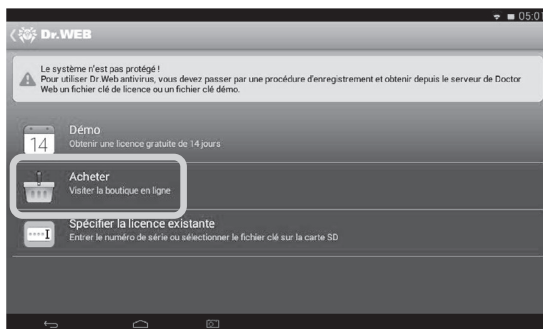 05:01
Dr.WEB
Le système n'est pas protégé !
Pour utiliser Dr.Web antivirus, vous devez passer par une procédure d'enregistrement et obtenir depuis le serveur de Doctor
Web un fichier clé de licence ou un fichier clé démo.
14
Démo
Obtenir une licence gratuite de 14 jours
Acheter
Visiter la boutique en ligne
Spécifier la licence existante
Entrer le numéro de série ou sélectionner le fichier clé sur la carte SD